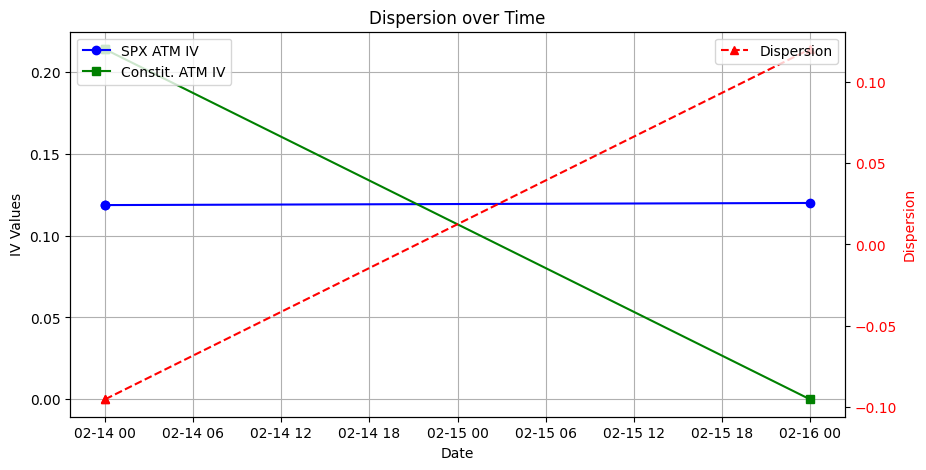 Dispersion over Time
SPX ATM IV
Constit. ATM IV
Dispersion
0.20
0.15
0.10
0.05
0.00
IV Values
0.10
0.05
0.00
−0.05
−0.10
Dispersion
02-14 00 02-14 06 02-14 12 02-14 18 02-15 00 02-15 06 02-15 12 02-15 18 02-16 00
Date